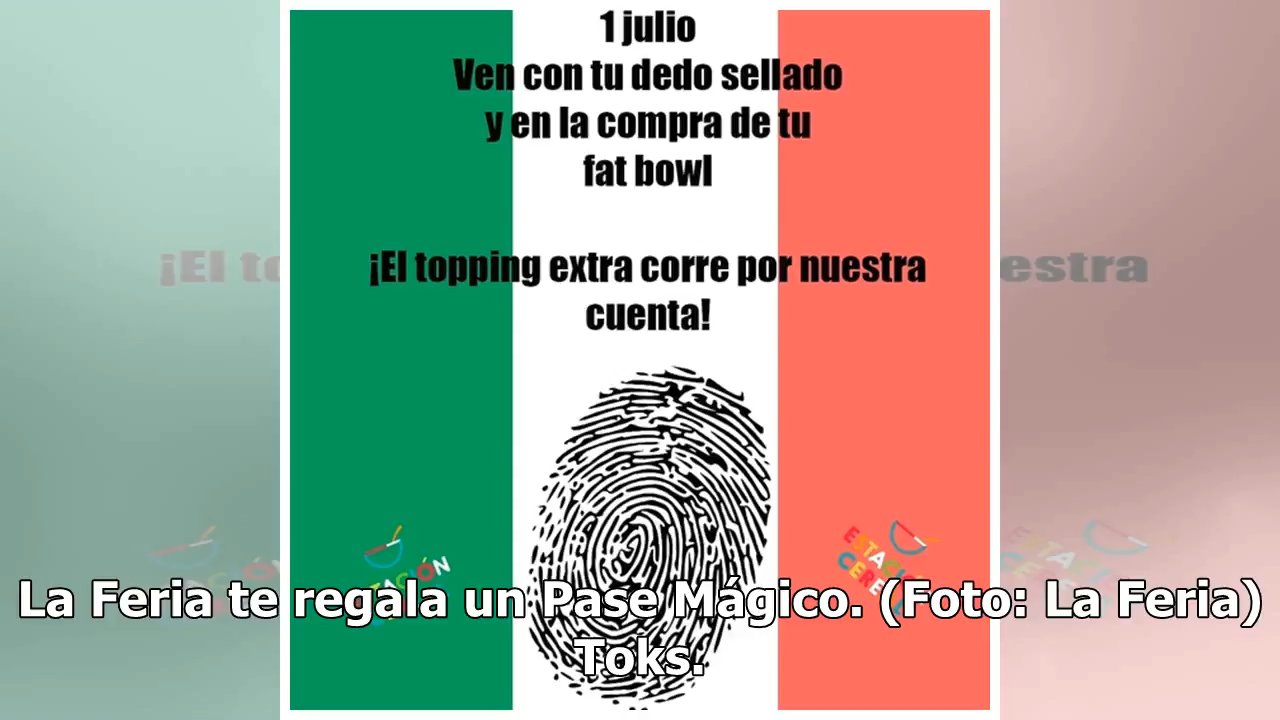 1 julio
Ven con tu dedo sellado
y en la compra de tu
fat bowl
¡El topping extra corre por nuestra
cuenta!
ESTACIÓN
La Feria te regala un Pase Mágico. (Foto: La Feria)
Toks.